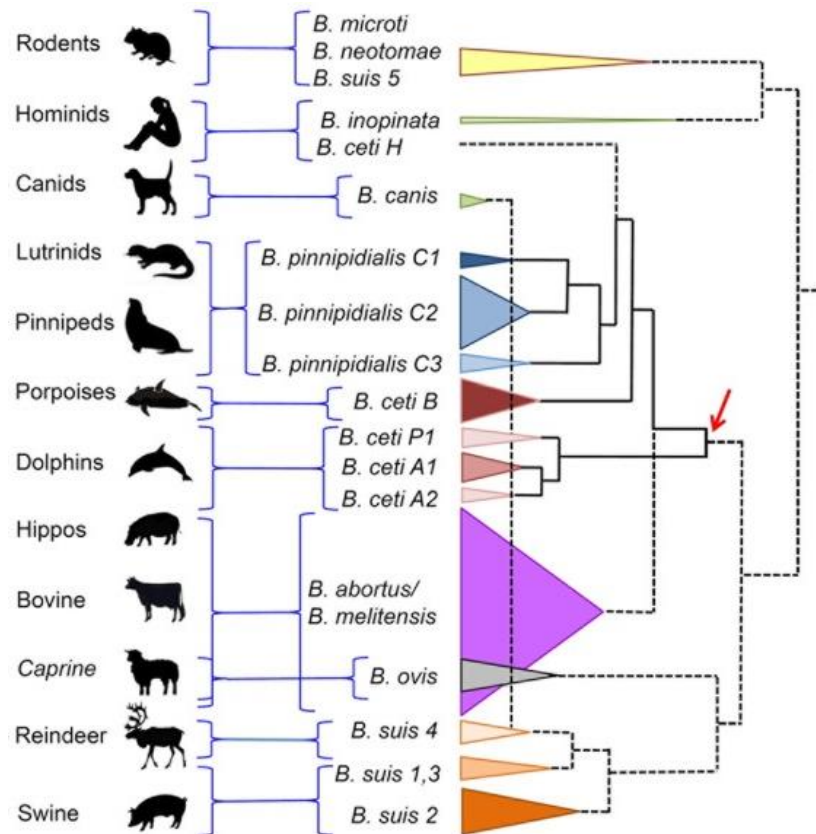 Rodents
B. microti
B. neotomae
B. suis 5
Hominids
B. inopinata
B. ceti H
Canids
B. canis
Lutrinids
B. pinnipidialis C1
Pinnipeds
B. pinnipidialis C2
B. pinnipidialis C3
Porpoises
B. ceti B
Dolphins
B. ceti P1
B. ceti A1
B. ceti A2
Hippos
Bovine
B. abortus/
B. melitensis
Caprine
B. ovis
Reindeer
B. suis 4
B. suis 1,3
Swine
B. suis 2